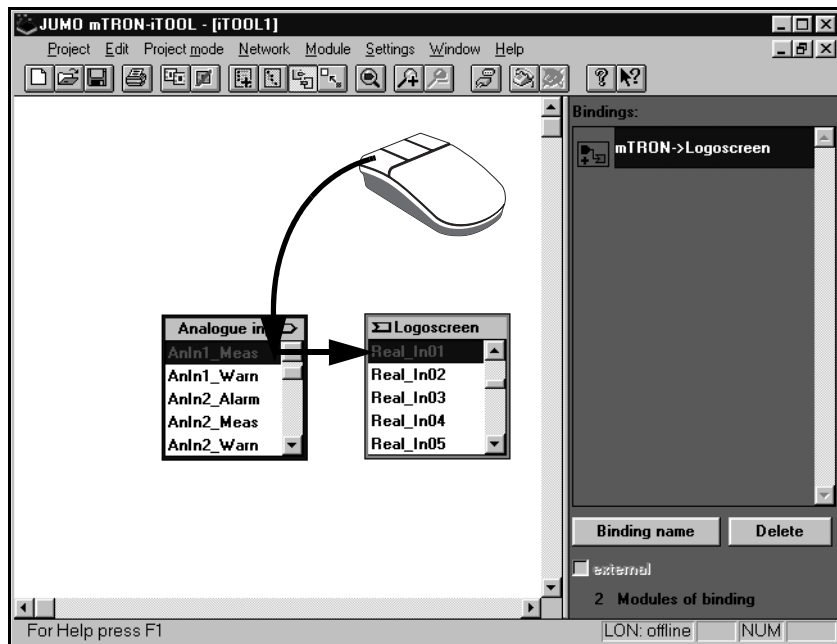 JUMO mTRON-iTOOL - [iTOOL1]
Project Edit Project mode Network Module Settings Window Help
Bindings:
mTRON->Logoscreen
Analogue in
AnIn1_Meas
AnIn1_Warn
AnIn2_Alarm
AnIn2_Meas
AnIn2_Warn
Logoscreen
Real_In01
Real_In02
Real_In03
Real_In04
Real_In05
Binding name Delete
external
2 Modules of binding
For Help press F1 LON: offline NUM